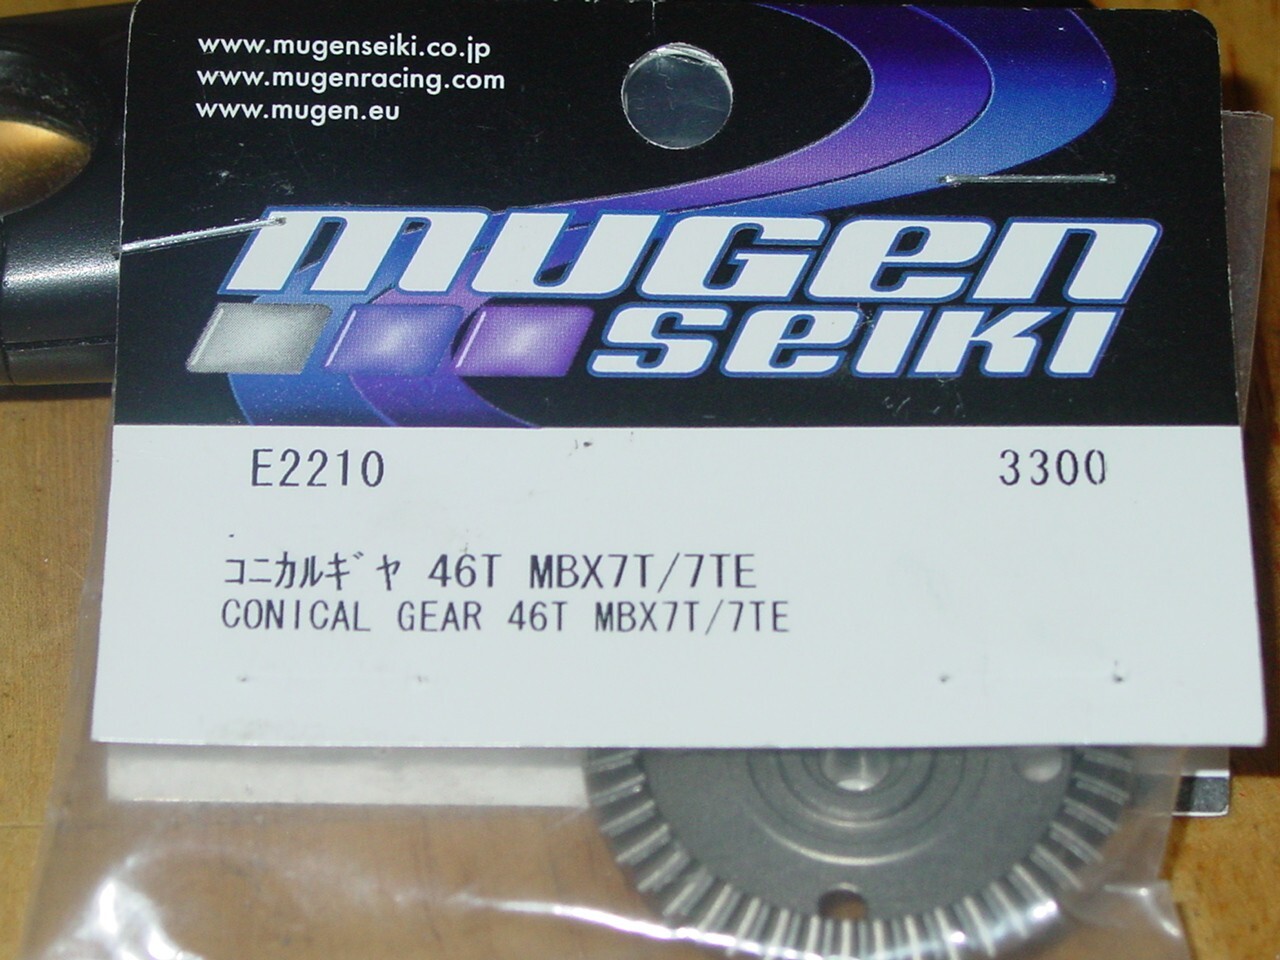 www.mugenseiki.co.jp
www.mugenracing.com
www.mugen.eu
mugen
seiki
E2210 3300
コニカルギヤ 46T MBX7T/7TE
CONICAL GEAR 46T MBX7T/7TE